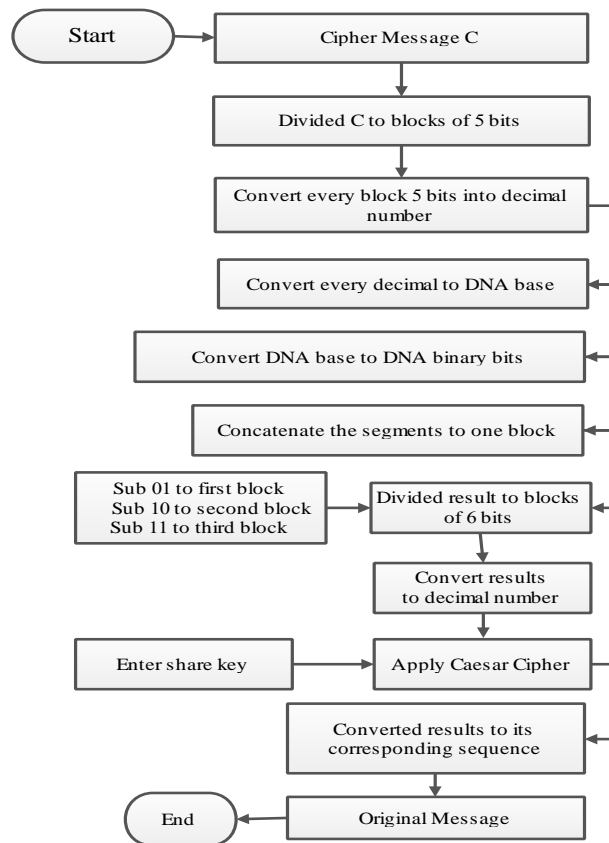 Start
Cipher Message C
Divided C to blocks of 5 bits
Convert every block 5 bits into decimal
number
Convert every decimal to DNA base
Convert DNA base to DNA binary bits
Concatenate the segments to one block
Sub 01 to first block
Sub 10 to second block
Sub 11 to third block
Divided result to blocks
of 6 bits
Convert results
to decimal number
Enter share key
Apply Caesar Cipher
Converted results to its
corresponding sequence
End
Original Message